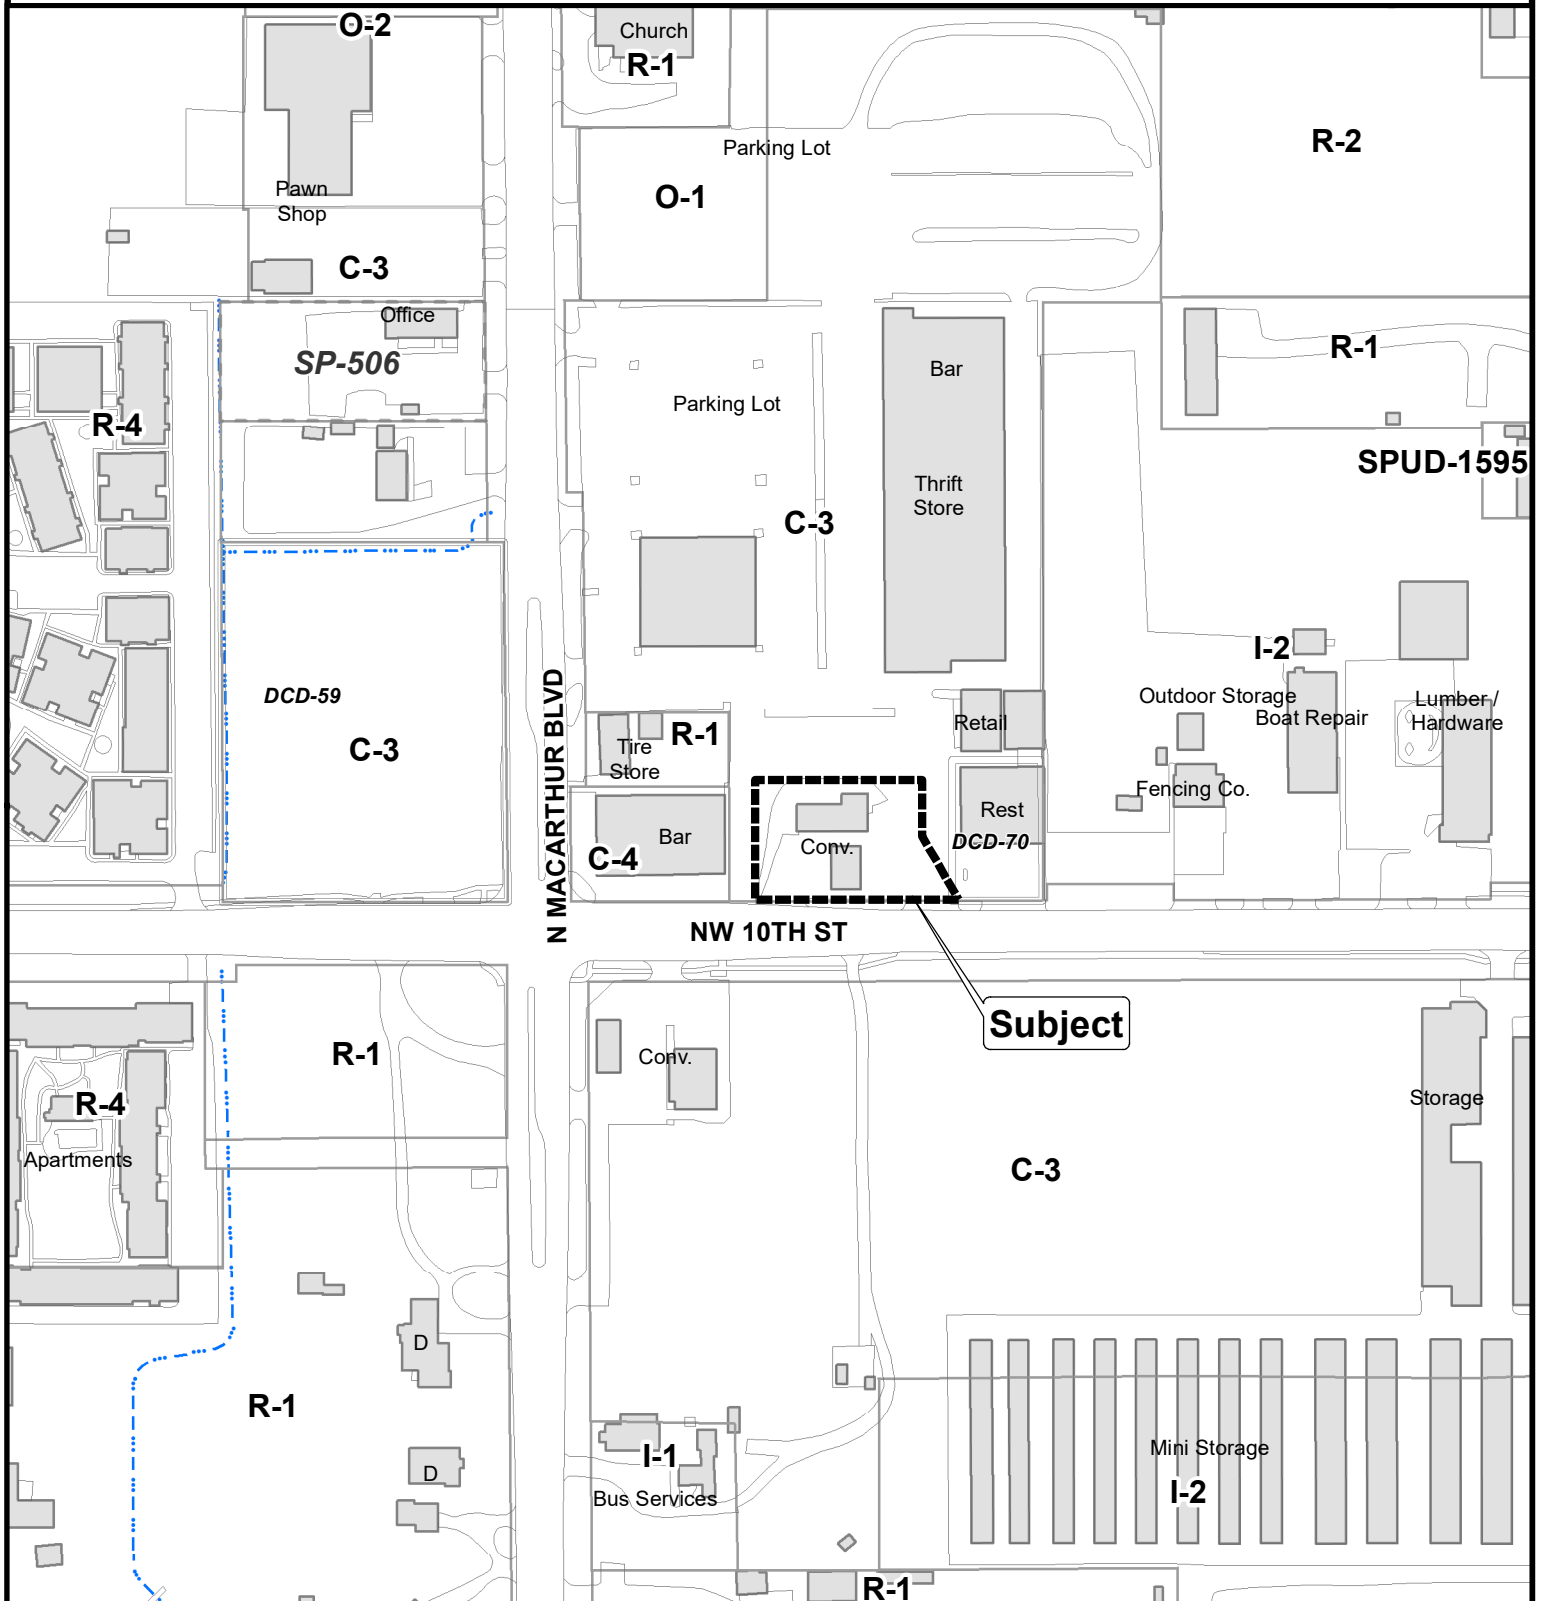 O-2
Church
R-1
Parking Lot
R-2
Pawn
Shop
O-1
C-3
Office
SP-506
R-1
Bar
Parking Lot
R-4
SPUD-1595
Thrift
Store
C-3
I-2
DCD-59
Outdoor Storage
Lumber /
Hardware
Boat Repair
Retail
C-3
R-1
Tire
Store
N MACARTHUR BLVD
Fencing Co.
Rest
DCD-70
Bar
Conv.
C-4
NW 10TH ST
Subject
R-1
Conv.
R-4
Storage
Apartments
C-3
D
R-1
Mini Storage
I-1
D
I-2
Bus Services
R-1